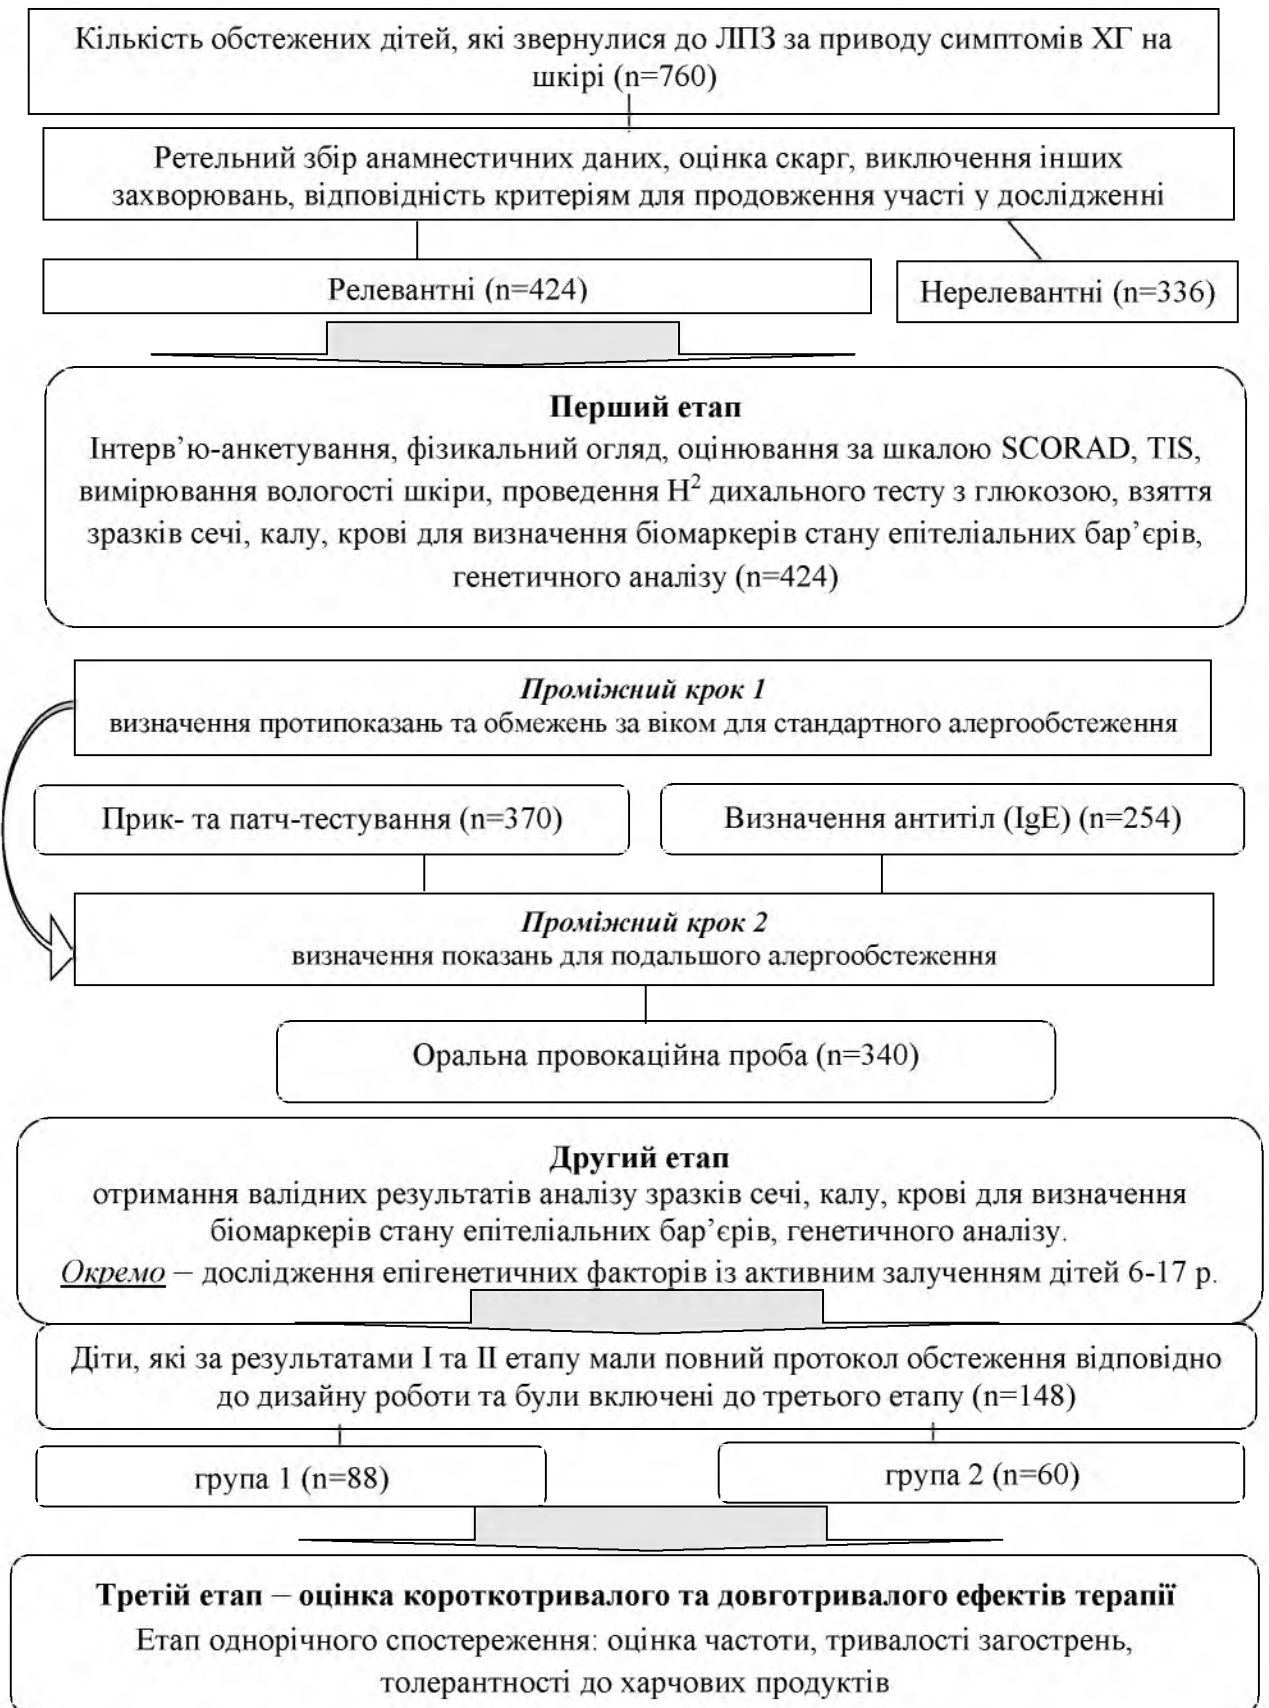 Кількість обстежених дітей, які звернулися до ЛПЗ за приводу симптомів ХГ на
шкірі (n=760)
Ретельний збір анамнестичних даних, оцінка скарг, виключення інших
захворювань, відповідність критеріям для продовження участі у дослідженні
Релевантні (n=424)
Нерелевантні (n=336)
Перший етап
Інтерв’ю-анкетування, фізикальний огляд, оцінювання за шкалою SCORAD, TIS,
вимірювання вологості шкіри, проведення H² дихального тесту з глюкозою, взяття
зразків сечі, калу, крові для визначення біомаркерів стану епітеліальних бар’єрів,
генетичного аналізу (n=424)
Проміжний крок 1
визначення протипоказань та обмежень за віком для стандартного алергообстеження
Прик- та патч-тестування (n=370)
Визначення антитіл (IgE) (n=254)
Проміжний крок 2
визначення показань для подальшого алергообстеження
Оральна провокаційна проба (n=340)
Другий етап
отримання валідних результатів аналізу зразків сечі, калу, крові для визначення
біомаркерів стану епітеліальних бар’єрів, генетичного аналізу.
Окремо – дослідження епігенетичних факторів із активним залученням дітей 6-17 р.
Діти, які за результатами І та ІІ етапу мали повний протокол обстеження відповідно
до дизайну роботи та були включені до третього етапу (n=148)
група 1 (n=88)
група 2 (n=60)
Третій етап – оцінка короткотривалого та довготривалого ефектів терапії
Етап однорічного спостереження: оцінка частоти, тривалості загострень,
толерантності до харчових продуктів